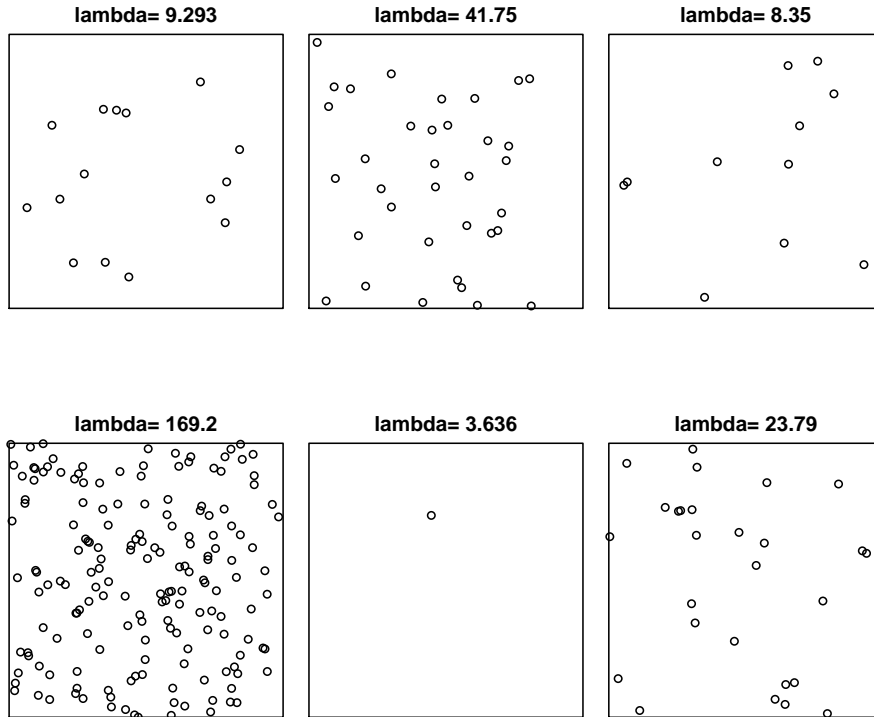 lambda= 9.293
lambda= 41.75
lambda= 8.35
lambda= 169.2
lambda= 3.636
lambda= 23.79